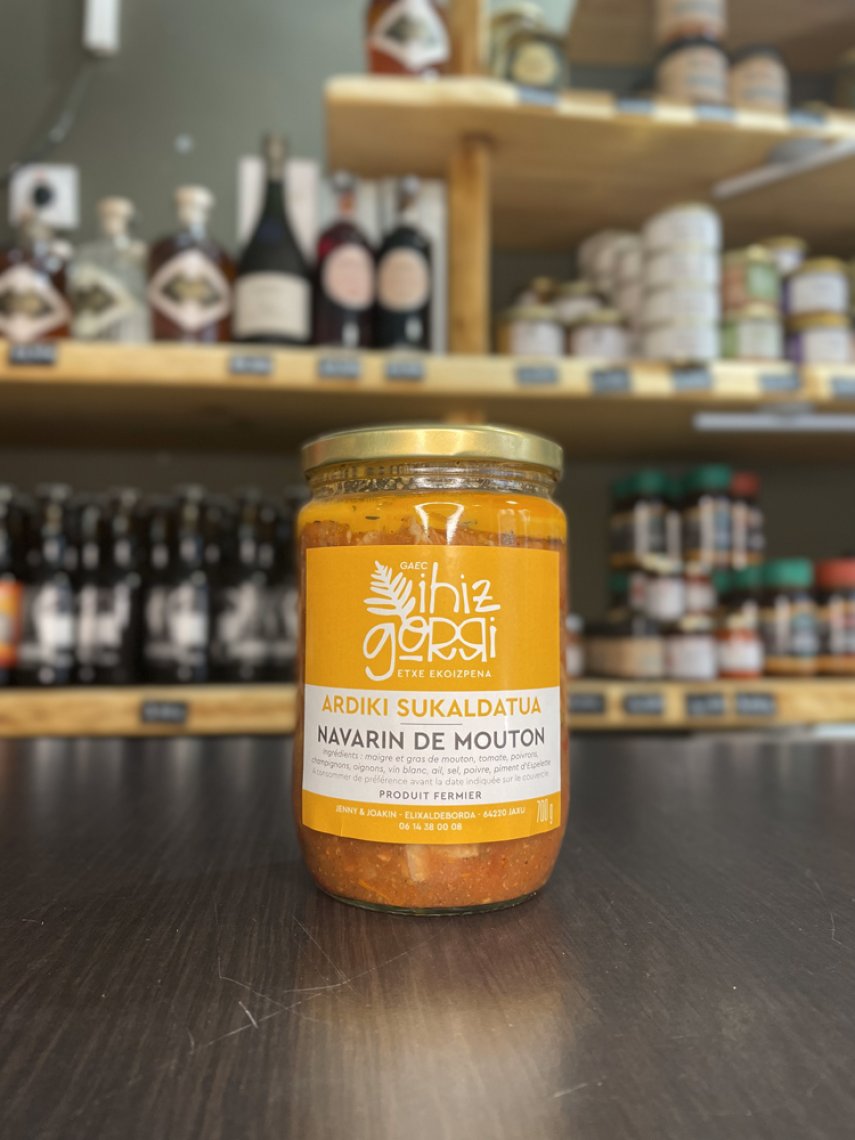 GAEC
ihiz
gorri
ETXE EKOIZPENA
ARDIKI SUKALDATUA
NAVARIN DE MOUTON
ingrédients : maigre et gras de mouton, tomate, poivrons,
champignons, oignons, vin blanc, ail, sel, poivre, piment d'Espelette
A consommer de préférence avant la date indiquée sur le couvercle.
PRODUIT FERMIER
JENNY & JOAKIN - ELIXALDEBORDA - 64220 JAXU
06 14 38 00 08
700 g